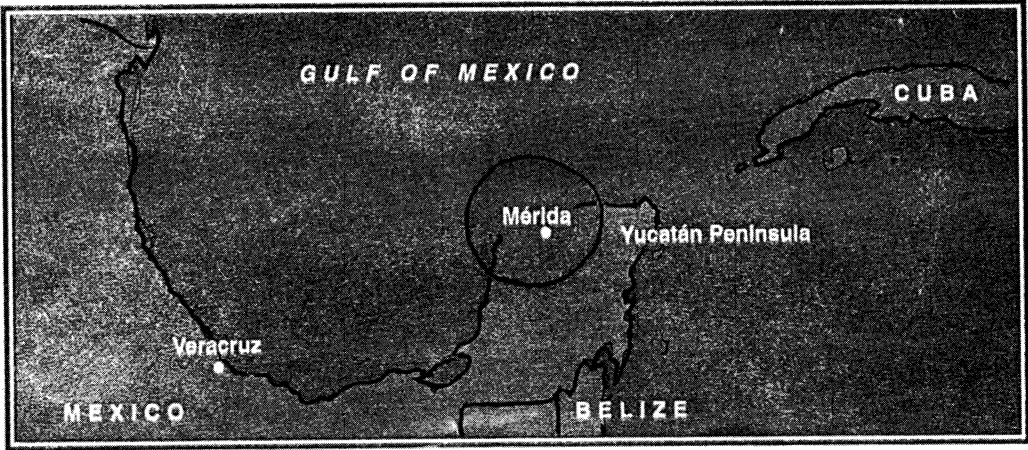 GULF OF MEXICO
CUBA
Mérida
Yucatán Peninsula
Veracruz
MEXICO
BELIZE